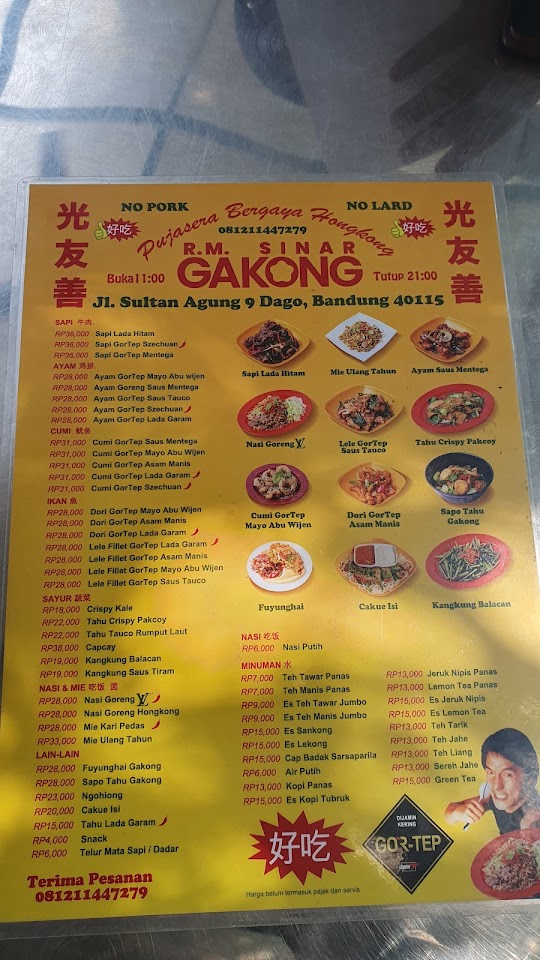 NO PORK
NO LARD
光友善
好吃
Pujasera Bergaya Hongkong
081211447279
好吃
光友善
R.M. SINAR
GAKONG
Buka 11:00
Tutup 21:00
Jl. Sultan Agung 9 Dago, Bandung 40115
SAPI 牛肉
RP36,000 Sapi Lada Hitam
RP36,000 Sapi GorTep Szechuan
RP36,000 Sapi GorTep Mentega
AYAM 鸡排
RP28,000 Ayam GorTep Mayo Abu wijen
RP28,000 Ayam Goreng Saus Mentega
RP28,000 Ayam GorTep Saus Tauco
RP28,000 Ayam GorTep Szechuan
RP28,000 Ayam GorTep Lada Garam
CUMI 鱿鱼
RP31,000 Cumi GorTep Saus Mentega
RP31,000 Cumi GorTep Mayo Abu Wijen
RP31,000 Cumi GorTep Asam Manis
RP31,000 Cumi GorTep Lada Garam
RP31,000 Cumi GorTep Szechuan
IKAN 鱼
RP28,000 Dori GorTep Mayo Abu Wijen
RP28,000 Dori GorTep Asam Manis
RP28,000 Dori GorTep Lada Garam
RP28,000 Lele Fillet GorTep Lada Garam
RP28,000 Lele Fillet GorTep Asam Manis
RP28,000 Lele Fillet GorTep Mayo Abu Wijen
RP28,000 Lele Fillet GorTep Saus Tauco
SAYUR 蔬菜
RP18,000 Crispy Kale
RP22,000 Tahu Crispy Pakcoy
RP22,000 Tahu Tauco Rumput Laut
RP38,000 Capcay
RP19,000 Kangkung Balacan
RP19,000 Kangkung Saus Tiram
NASI & MIE 吃饭 面
RP28,000 Nasi Goreng LV
RP28,000 Nasi Goreng Hongkong
RP28,000 Mie Kari Pedas
RP33,000 Mie Ulang Tahun
LAIN-LAIN
RP28,000 Fuyunghai Gakong
RP28,000 Sapo Tahu Gakong
RP23,000 Ngohiong
RP20,000 Cakue Isi
RP15,000 Tahu Lada Garam
RP4,000 Snack
RP6,000 Telur Mata Sapi / Dadar
Terima Pesanan
081211447279
Sapi Lada Hitam
Mie Ulang Tahun
Ayam Saus Mentega
Nasi Goreng LV
Lele GorTep
Saus Tauco
Tahu Crispy Pakcoy
Cumi GorTep
Mayo Abu Wijen
Dori GorTep
Asam Manis
Sapo Tahu
Gakong
Fuyunghai
Cakue Isi
Kangkung Balacan
NASI 吃饭
RP6,000 Nasi Putih
MINUMAN 水
RP7,000 Teh Tawar Panas
RP7,000 Teh Manis Panas
RP9,000 Es Teh Tawar Jumbo
RP9,000 Es Teh Manis Jumbo
RP15,000 Es Sankong
RP15,000 Es Lekong
RP15,000 Cap Badak Sarsaparila
RP6,000 Air Putih
RP13,000 Kopi Panas
RP15,000 Es Kopi Tubruk
RP13,000 Jeruk Nipis Panas
RP13,000 Lemon Tea Panas
RP15,000 Es Jeruk Nipis
RP15,000 Es Lemon Tea
RP13,000 Teh Tarik
RP13,000 Teh Jahe
RP13,000 Teh Liang
RP13,000 Sereh Jahe
RP15,000 Green Tea
好吃
DIJAMIN
KERING
GOR-TEP
Harga belum termasuk pajak dan servis